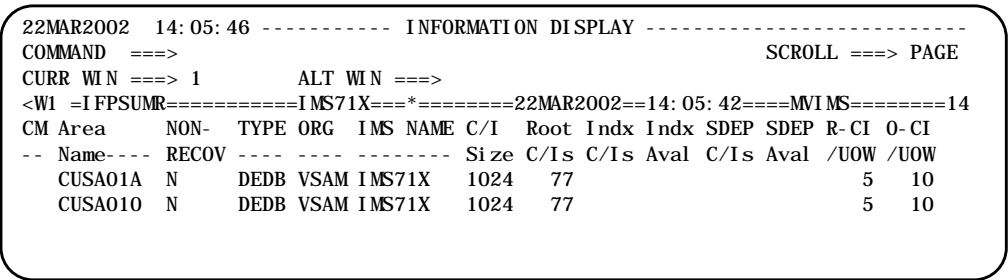 22MAR2002  14:05:46 ----------- INFORMATION DISPLAY ----------------------------
COMMAND  ===>                                                 SCROLL ===> PAGE
CURR WIN ===> 1          ALT WIN ===>
<W1 =IFPSUMR===========IMS71X===*========22MAR2002==14:05:42====MVIMS========14
CM Area       NON-   TYPE ORG  IMS NAME C/I   Root Indx Indx SDEP SDEP R-CI O-CI
--  Name---- RECOV ---- ---- -------- Size C/Is C/Is Aval C/Is Aval /UOW /UOW
    CUSA01A  N      DEDB VSAM IMS71X   1024   77                          5   10
    CUSA010  N      DEDB VSAM IMS71X   1024   77                          5   10